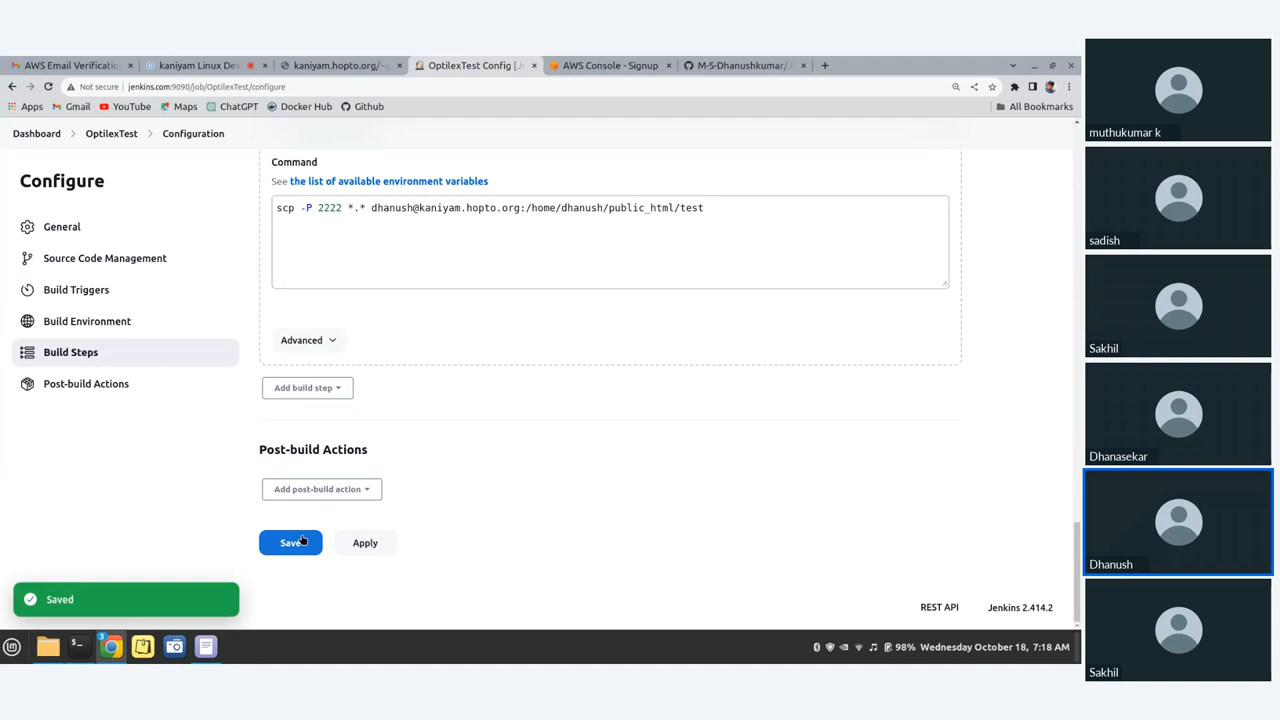 AWS Email Verificatio
kaniyam Linux Dev
kaniyam.hopto.org/~
OptilexTest Config [J
AWS Console - Signup
M-S-Dhanushkumar/J
Not secure | jenkins.com:9090/job/OptilexTest/configure
Apps Gmail YouTube Maps ChatGPT Docker Hub Github All Bookmarks
Dashboard > OptilexTest > Configuration
Configure
General
Source Code Management
Build Triggers
Build Environment
Build Steps
Post-build Actions
Command
See the list of available environment variables
scp -P 2222 *.* dhanush@kaniyam.hopto.org:/home/dhanush/public_html/test
Advanced
Add build step
Post-build Actions
Add post-build action
Save Apply
Saved
REST API Jenkins 2.414.2
3
98% Wednesday October 18, 7:18 AM
muthukumar k
sadish
Sakhil
Dhanasekar
Dhanush
Sakhil